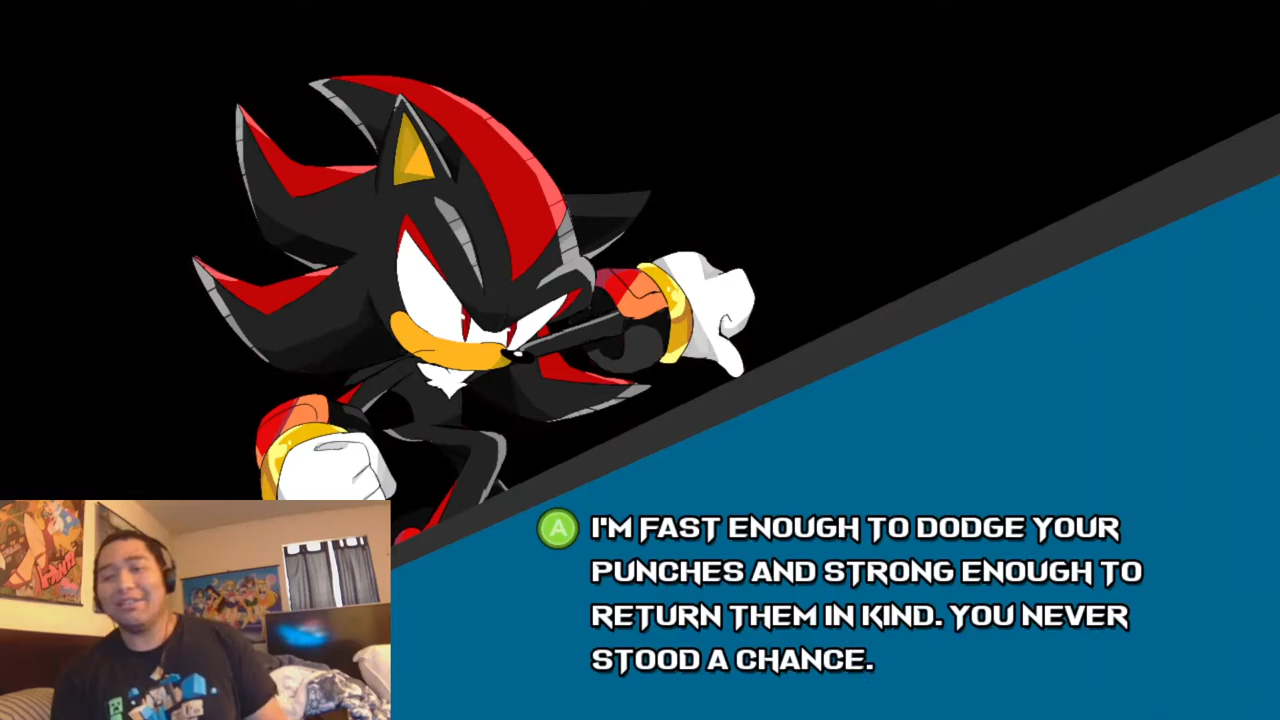 A
I'M FAST ENOUGH TO DODGE YOUR
PUNCHES AND STRONG ENOUGH TO
RETURN THEM IN KIND. YOU NEVER
STOOD A CHANCE.